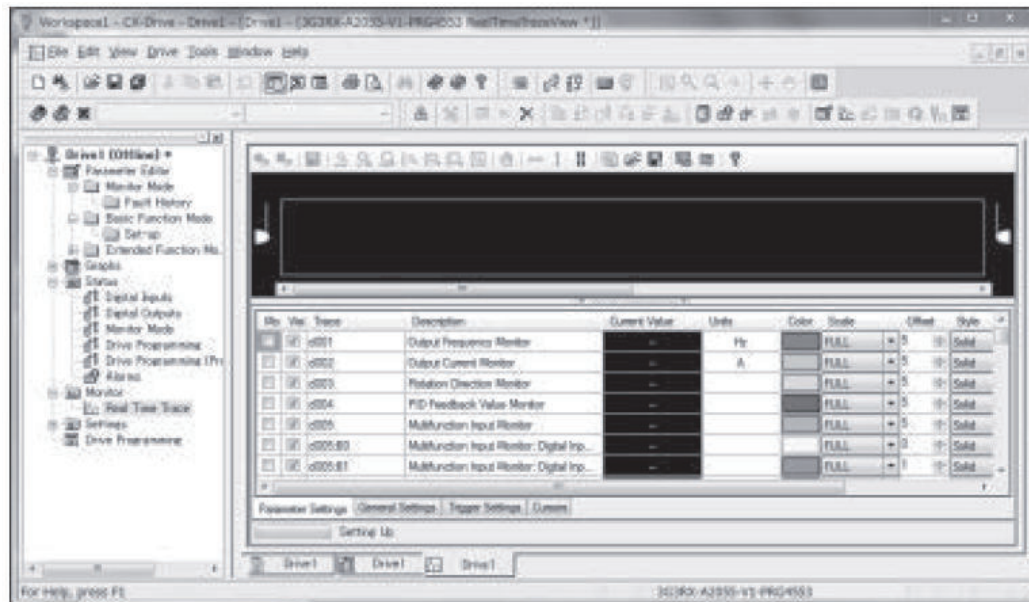 Workspace1 - CX-Drive - Drive1 - [Drive1 - [3G3RX-A2055-V1-PRG4553 RealTimeTraceView *]]
File Edit View Drive Tools Window Help
Drive1 (Offline) *
Parameter Editor
Monitor Mode
Fault History
Basic Function Mode
Set-up
Extended Function Mo.
Graphs
Status
Digital Inputs
Digital Outputs
Monitor Mode
Drive Programming
Drive Programming (Pr
Alarms
Monitor
Real Time Trace
Settings
Drive Programming
Vis Trace Description Current Value Units Color Scale Offset Style
d001 Output Frequency Monitor -- Hz FULL 5 Solid
d002 Output Current Monitor -- A FULL 5 Solid
d003 Rotation Direction Monitor -- FULL 5 Solid
d004 PID Feedback Value Monitor -- FULL 5 Solid
d005 Multifunction Input Monitor -- FULL 5 Solid
d005:B0 Multifunction Input Monitor: Digital Inp... -- FULL 3 Solid
d005:B1 Multifunction Input Monitor: Digital Inp... -- FULL 1 Solid
Parameter Settings General Settings Trigger Settings Cursors
Setting Up
Drive1 Drive1 Drive1
For Help, press F1 3G3RX-A2055-V1-PRG4553